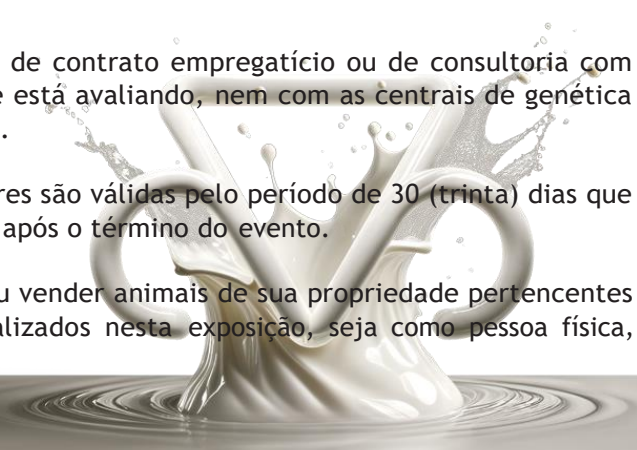 de contrato empregatício ou de consultoria com
está avaliando, nem com as centrais de genética
.
res são válidas pelo período de 30 (trinta) dias que
após o término do evento.
u vender animais de sua propriedade pertencentes
alizados nesta exposição, seja como pessoa física,